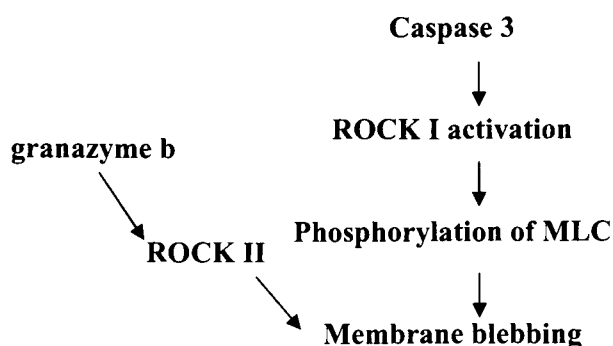 Caspase 3
ROCK I activation
granazyme b
Phosphorylation of MLC
ROCK II
Membrane blebbing